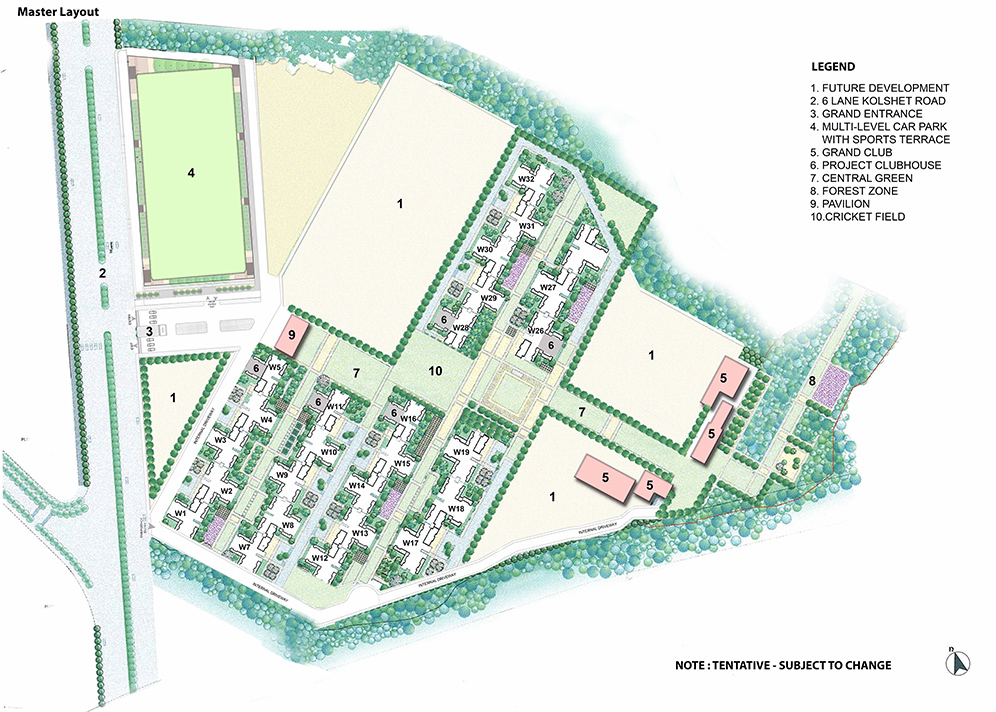 Master Layout
LEGEND
1. FUTURE DEVELOPMENT
2. 6 LANE KOLSHET ROAD
3. GRAND ENTRANCE
4. MULTI-LEVEL CAR PARK
WITH SPORTS TERRACE
5. GRAND CLUB
6. PROJECT CLUBHOUSE
7. CENTRAL GREEN
8. FOREST ZONE
9. PAVILION
10.CRICKET FIELD
4
1
2
3
1
9
7
10
1
7
8
5
5
5
5
1
W32
W31
W30
W29
6
W28
W27
W26
6
6
W5
W4
W3
W2
W1
6
W11
W10
W9
W8
W7
6
W16
W15
W14
W13
W12
W19
W18
W17
INTERNAL DRIVEWAY
INTERNAL DRIVEWAY
INTERNAL DRIVEWAY
INTERNAL DRIVEWAY
NOTE : TENTATIVE - SUBJECT TO CHANGE
n